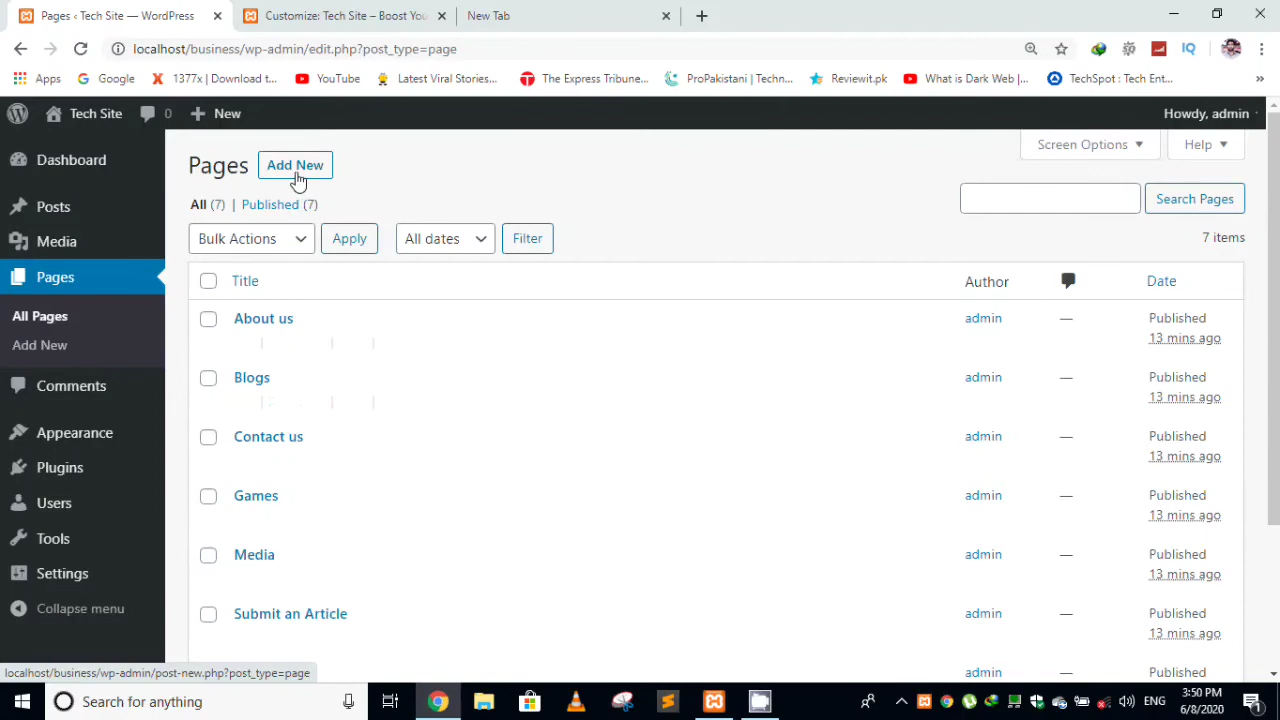 Pages ‹ Tech Site — WordPress
Customize: Tech Site – Boost You
New Tab
localhost/business/wp-admin/edit.php?post_type=page
Apps
Google
1377x | Download t...
YouTube
Latest Viral Stories...
The Express Tribune...
ProPakistani | Techn...
Reviewit.pk
What is Dark Web |...
TechSpot : Tech Ent...
»
Tech Site
0
New
Howdy, admin
Dashboard
Posts
Media
Pages
All Pages
Add New
Comments
Appearance
Plugins
Users
Tools
Settings
Collapse menu
Screen Options
Help
Pages
Add New
All (7) | Published (7)
Search Pages
Bulk Actions
Apply
All dates
Filter
7 items
Title
Author
Date
About us
admin
—
Published
13 mins ago
Blogs
admin
—
Published
13 mins ago
Contact us
admin
—
Published
13 mins ago
Games
admin
—
Published
13 mins ago
Media
admin
—
Published
13 mins ago
Submit an Article
admin
—
Published
13 mins ago
admin
—
Published
localhost/business/wp-admin/post-new.php?post_type=page
Search for anything
ENG
3:50 PM
6/8/2020
1